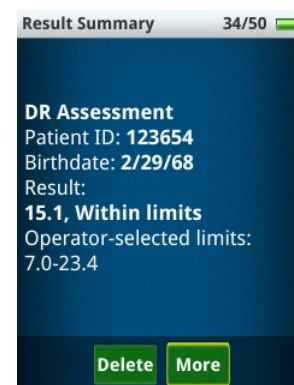 Result Summary 34/50
DR Assessment
Patient ID: 123654
Birthdate: 2/29/68
Result:
15.1, Within limits
Operator-selected limits:
7.0-23.4
Delete More